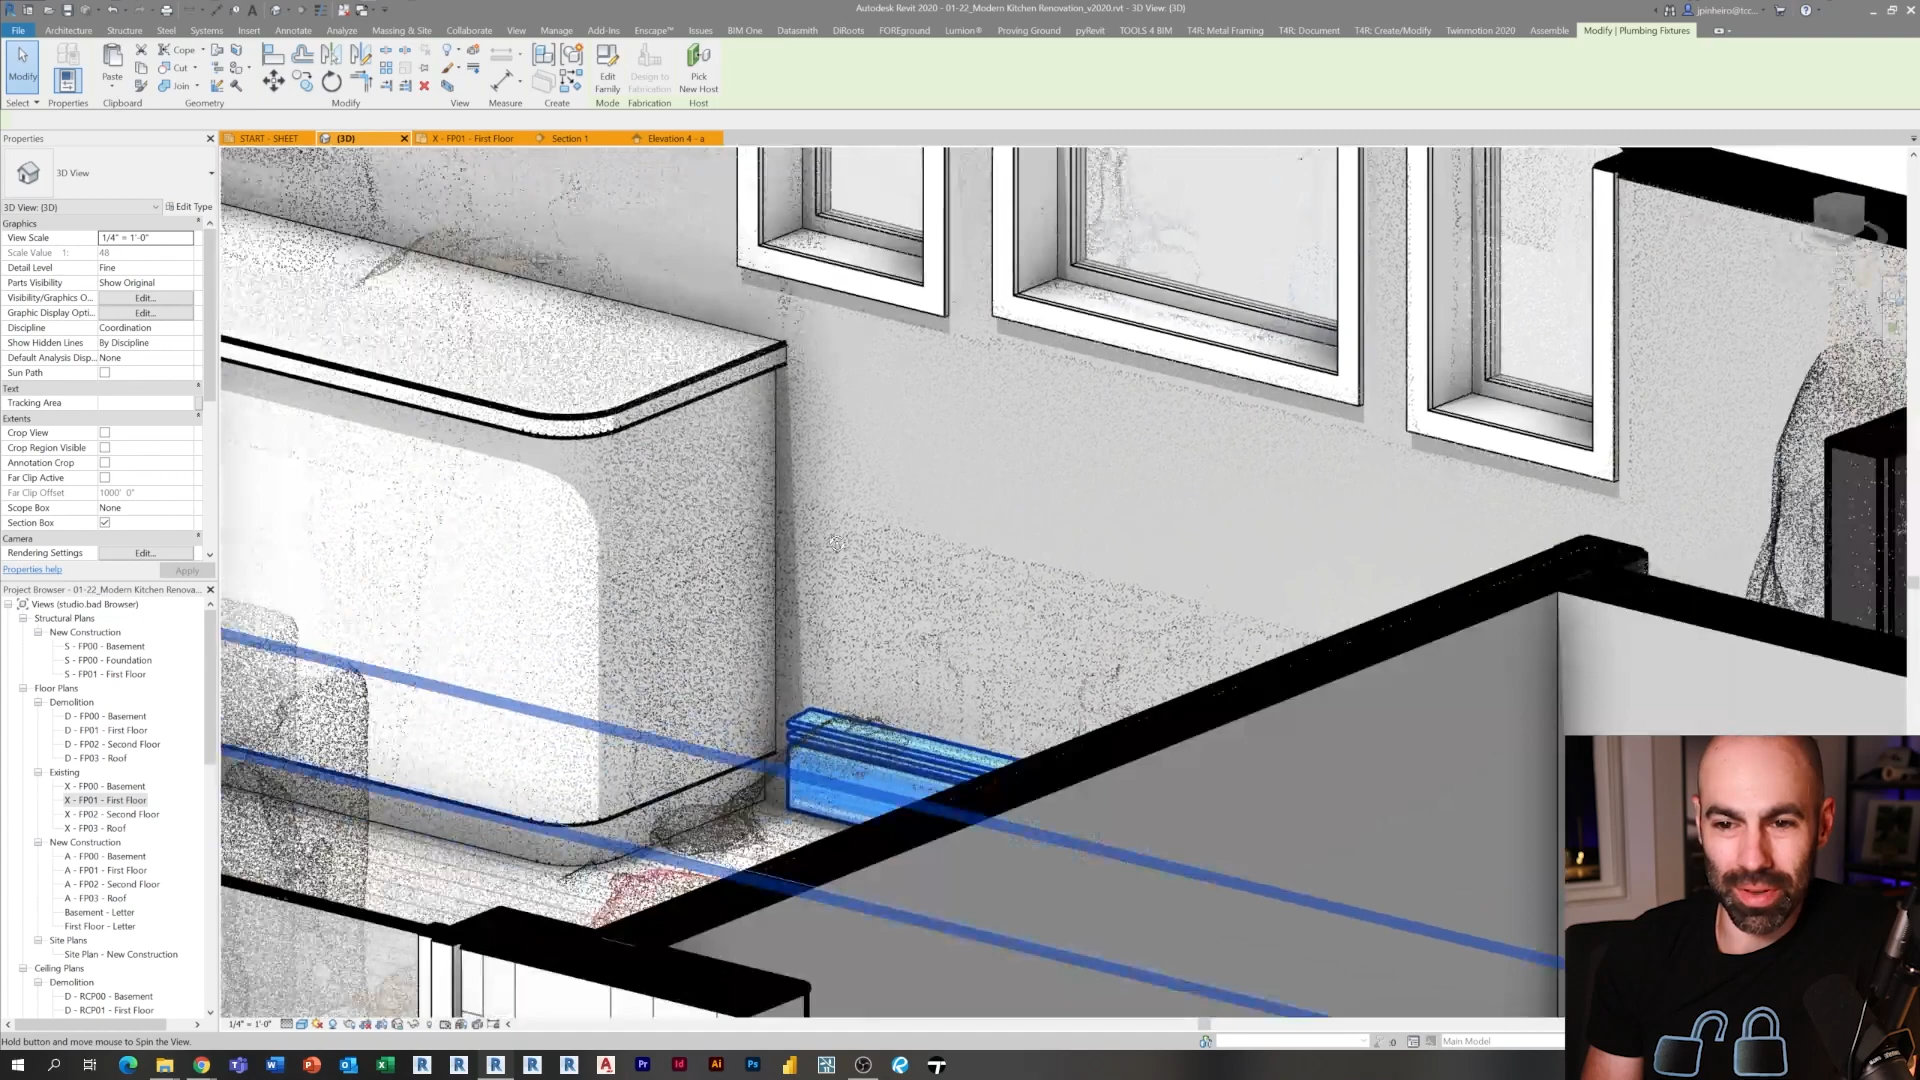 Autodesk Revit 2020 - 01-22_Modern Kitchen Renovation_v2020.rvt - 3D View: {3D}
jpinheiro@tcc...
File Architecture Structure Steel Systems Insert Annotate Analyze Massing & Site Collaborate View Manage Add-Ins Enscape™ Issues BIM One Datasmith DiRoots FOREground Lumion® Proving Ground pyRevit TOOLS 4 BIM T4R: Metal Framing T4R: Document T4R: Create/Modify Twinmotion 2020 Assemble Modify | Plumbing Fixtures
Cope
Cut
Join
Modify Paste Edit Family Design to Fabrication Pick New Host
Select Properties Clipboard Geometry Modify View Measure Create Mode Fabrication Host
Properties
START - SHEET {3D} X - FP01 - First Floor Section 1 Elevation 4 - a
3D View
3D View: {3D} Edit Type
Graphics
View Scale 1/4" = 1'-0"
Scale Value 1: 48
Detail Level Fine
Parts Visibility Show Original
Visibility/Graphics O... Edit...
Graphic Display Opti... Edit...
Discipline Coordination
Show Hidden Lines By Discipline
Default Analysis Disp... None
Sun Path
Text
Tracking Area
Extents
Crop View
Crop Region Visible
Annotation Crop
Far Clip Active
Far Clip Offset 1000' 0"
Scope Box None
Section Box
Camera
Rendering Settings Edit...
Properties help Apply
Project Browser - 01-22_Modern Kitchen Renova...
Views (studio.bad Browser)
Structural Plans
New Construction
S - FP00 - Basement
S - FP00 - Foundation
S - FP01 - First Floor
Floor Plans
Demolition
D - FP00 - Basement
D - FP01 - First Floor
D - FP02 - Second Floor
D - FP03 - Roof
Existing
X - FP00 - Basement
X - FP01 - First Floor
X - FP02 - Second Floor
X - FP03 - Roof
New Construction
A - FP00 - Basement
A - FP01 - First Floor
A - FP02 - Second Floor
A - FP03 - Roof
Basement - Letter
First Floor - Letter
Site Plans
Site Plan - New Construction
Ceiling Plans
Demolition
D - RCP00 - Basement
D - RCP01 - First Floor
1/4" = 1'-0"
Hold button and move mouse to Spin the View.
:0 Main Model